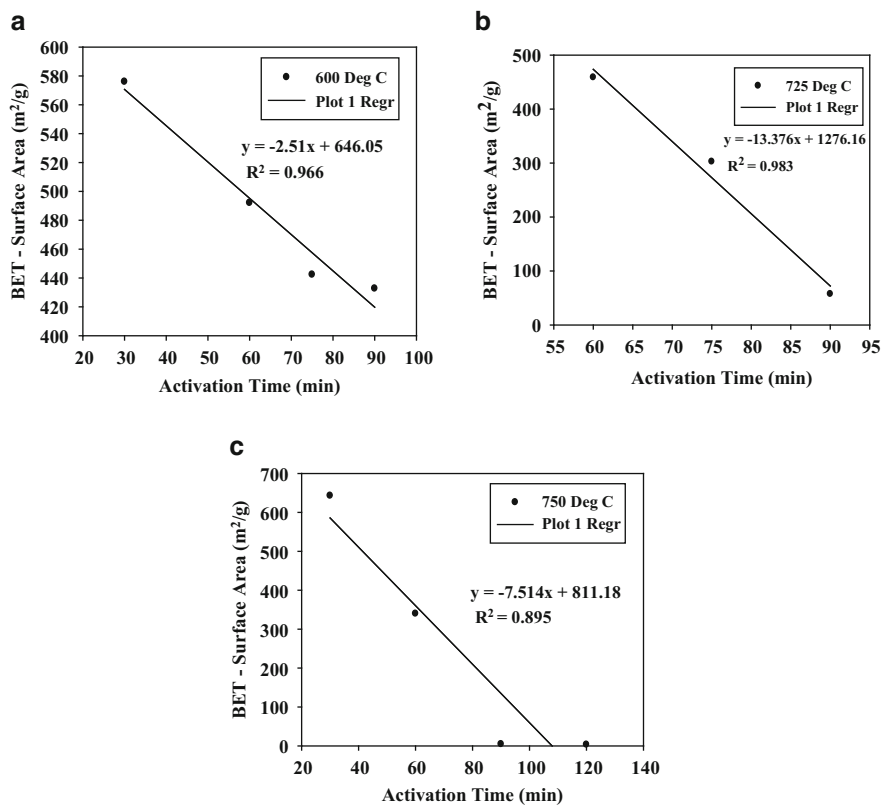 a
BET - Surface Area (m²/g)
600
580
560
540
520
500
480
460
440
420
400
600 Deg C
Plot 1 Regr
y = -2.51x + 646.05
R² = 0.966
20 30 40 50 60 70 80 90 100
Activation Time (min)
b
BET - Surface Area (m²/g)
500
400
300
200
100
0
725 Deg C
Plot 1 Regr
y = -13.376x + 1276.16
R² = 0.983
55 60 65 70 75 80 85 90 95
Activation Time (min)
c
BET - Surface Area (m²/g)
700
600
500
400
300
200
100
0
750 Deg C
Plot 1 Regr
y = -7.514x + 811.18
R² = 0.895
20 40 60 80 100 120 140
Activation Time (min)